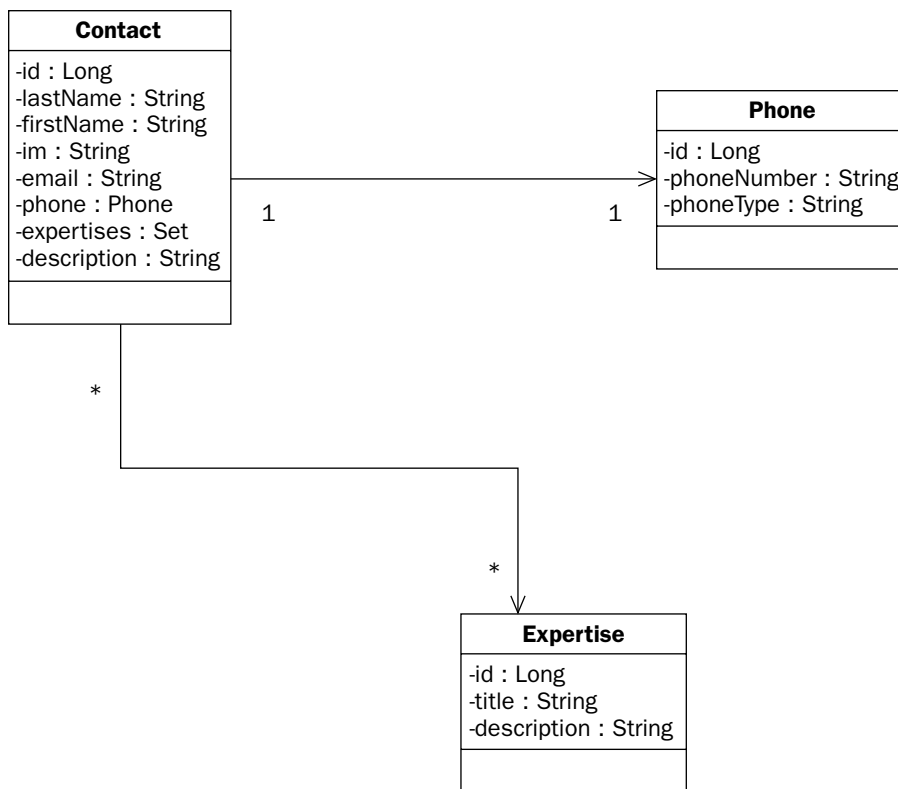 Contact
-id : Long
-lastName : String
-firstName : String
-im : String
-email : String
-phone : Phone
-expertises : Set
-description : String
Phone
-id : Long
-phoneNumber : String
-phoneType : String
1
1
*
*
Expertise
-id : Long
-title : String
-description : String